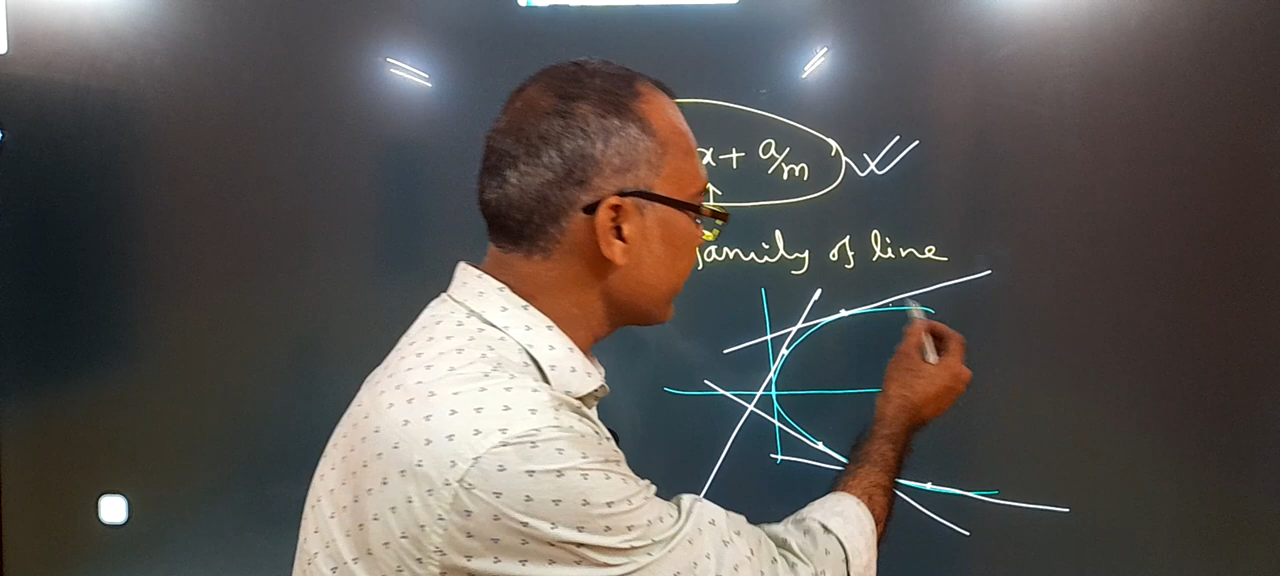 x + a/m
family of line